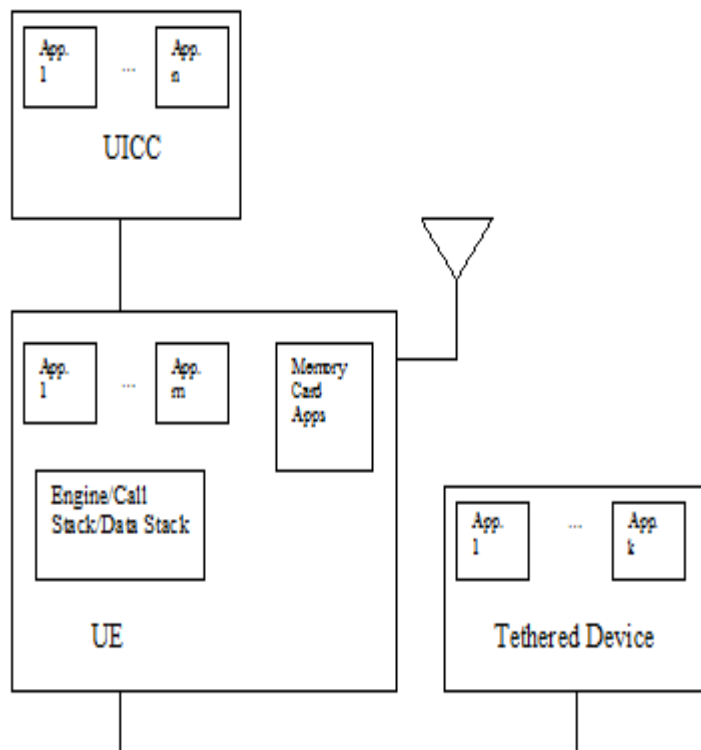 App.
1
...
App.
n
UICC
App.
1
...
App.
m
Memory
Card
Apps
Engine/Call
Stack/Data Stack
UE
App.
1
...
App.
k
Tethered Device